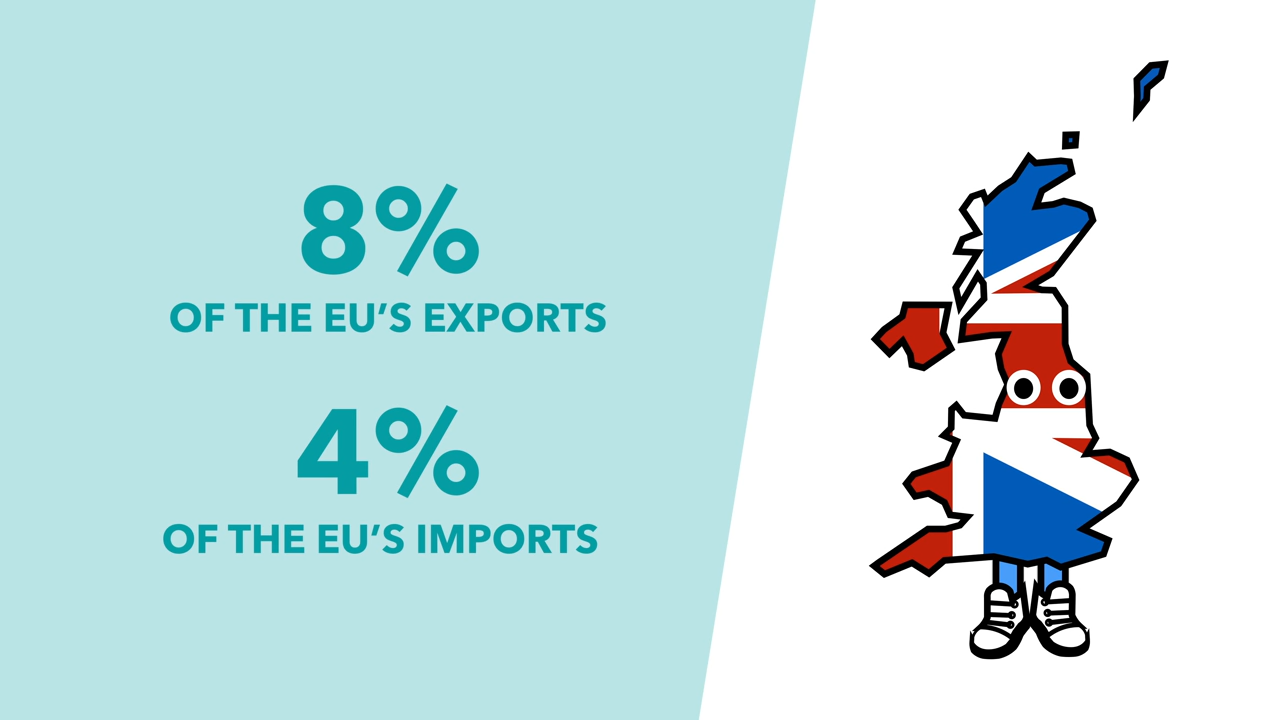 8%
OF THE EU’S EXPORTS
4%
OF THE EU’S IMPORTS